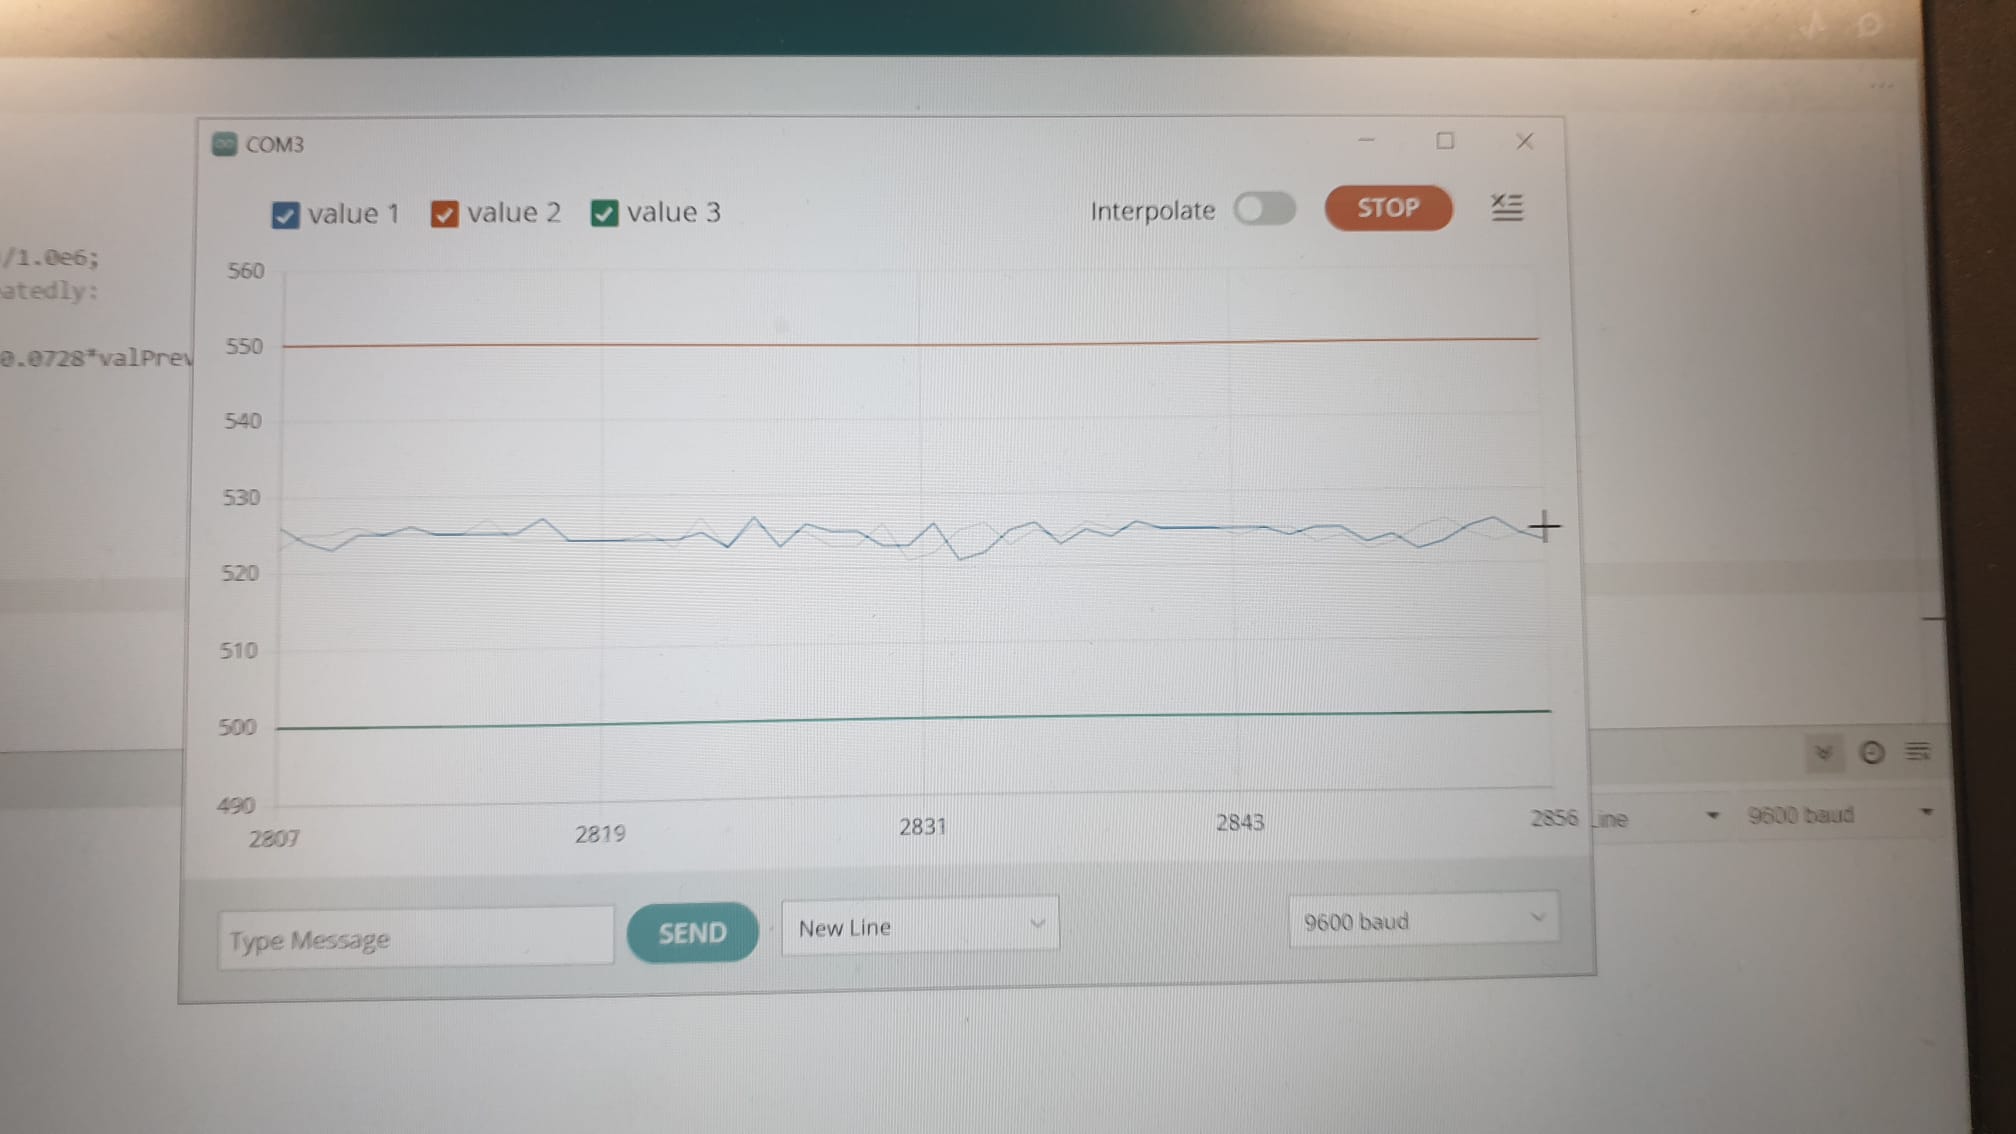 COM3
value 1 value 2 value 3
Interpolate STOP
/1.0e6;
atedly:
0.0728*valPrev
560
550
540
530
520
510
500
490
2807 2819 2831 2843 2856
ine 9600 baud
Type Message SEND New Line 9600 baud